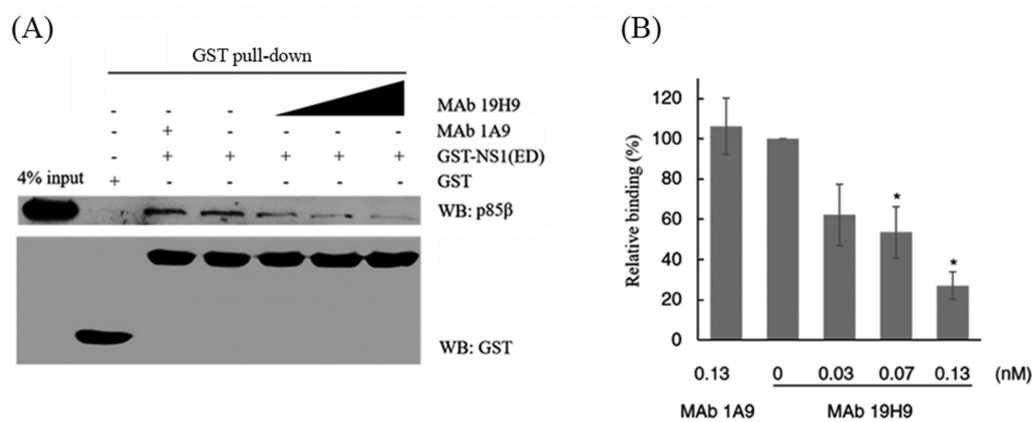 (A)
GST pull-down
MAb 19H9
- + - - - - MAb 1A9
- + + + + + GST-NS1(ED)
4% input + - - - - - GST
WB: p85β
WB: GST
(B)
Relative binding (%)
120
100
80
60
40
20
0
0.13 0 0.03 0.07 0.13 (nM)
MAb 1A9 MAb 19H9